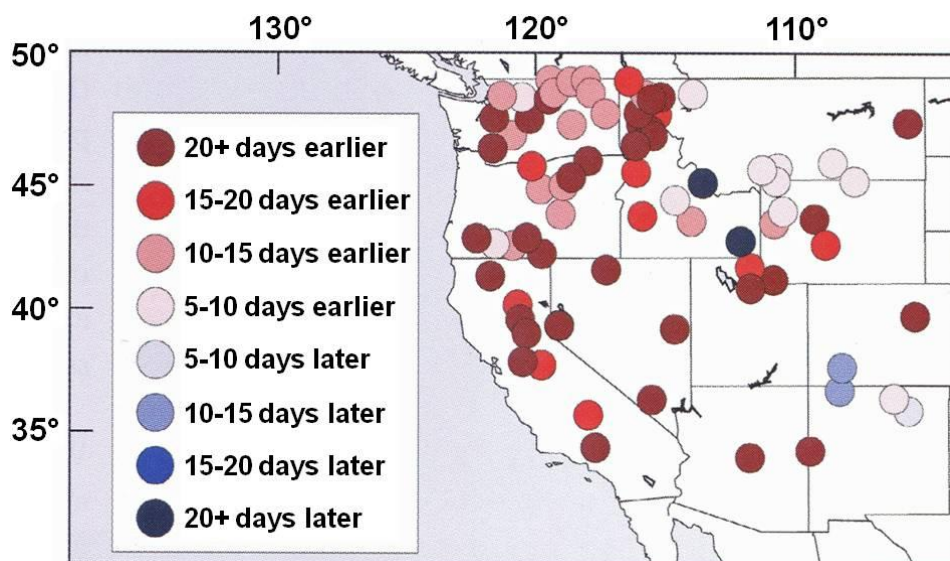 130° 120° 110°
50°
45°
40°
35°
20+ days earlier
15-20 days earlier
10-15 days earlier
5-10 days earlier
5-10 days later
10-15 days later
15-20 days later
20+ days later